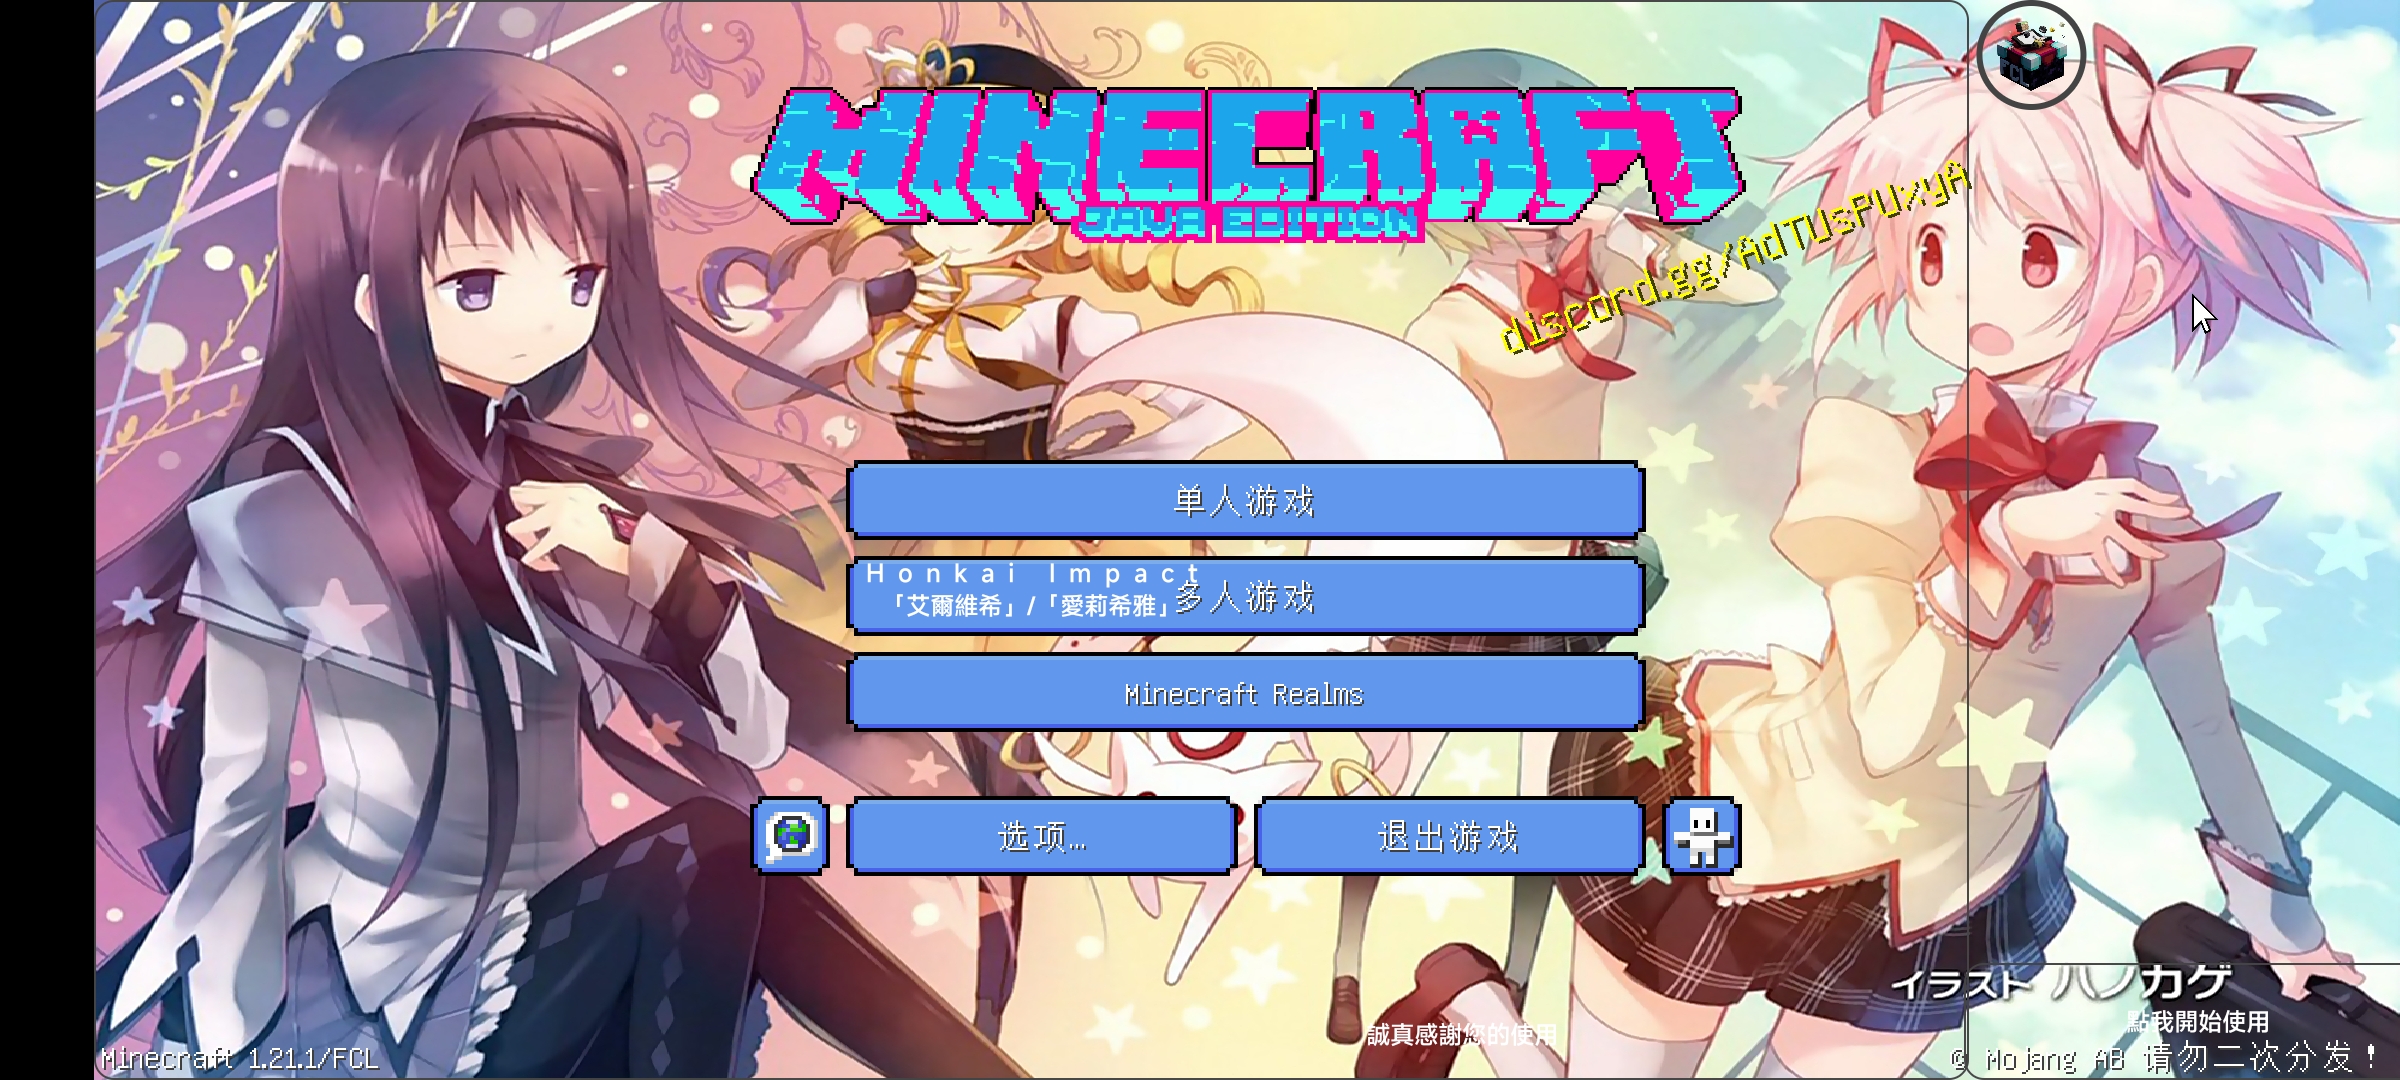 MINECRAFT
JAVA EDITION
discord.gg/AdTUsPUXyA
单人游戏
Honkai Impact
「艾爾維希」/「愛莉希雅」
多人游戏
Minecraft Realms
选项...
退出游戏
イラスト ハノカゲ
點我開始使用
誠真感謝您的使用
Minecraft 1.21.1/FCL
© Mojang AB 请勿二次分发！
FCL